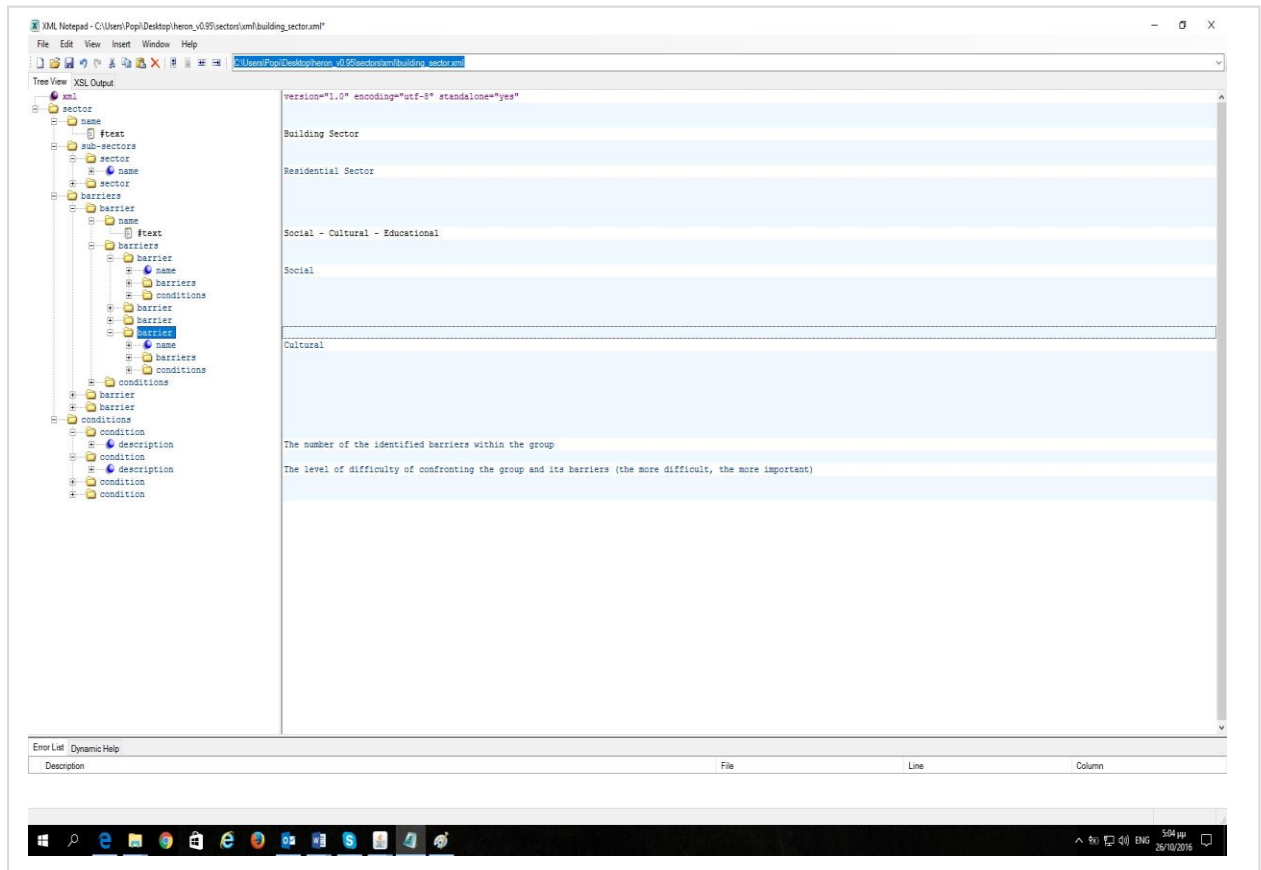 XML Notepad - C:\Users\Popi\Desktop\heron_v0.95\sectors\xml\building_sector.xml*
File Edit View Insert Window Help
C:\Users\Popi\Desktop\heron_v0.95\sectors\xml\building_sector.xml
Tree View XSL Output
xml version="1.0" encoding="utf-8" standalone="yes"
sector
name
#text Building Sector
sub-sectors
sector
name Residential Sector
sector
barriers
barrier
name
#text Social - Cultural - Educational
barriers
barrier
name Social
barriers
conditions
barrier
barrier
barrier
name Cultural
barriers
conditions
conditions
barrier
barrier
conditions
condition
description The number of the identified barriers within the group
condition
description The level of difficulty of confronting the group and its barriers (the more difficult, the more important)
condition
condition
Error List Dynamic Help
Description File Line Column
ENG 5:04 μμ
26/10/2016